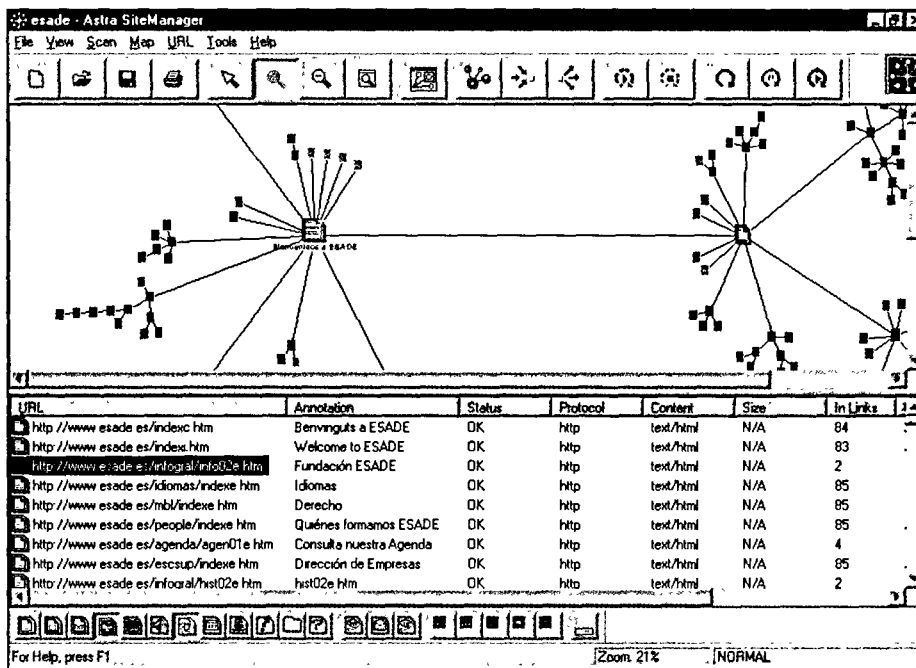 esade - Astra SiteManager
File View Scan Map URL Tools Help
Bienvenidos a ESADE
URL Annotation Status Protocol Content Size In Links
http://www esade es/indexc htm Benvinguts a ESADE OK http text/html N/A 84
http://www esade es/indexi.htm Welcome to ESADE OK http text/html N/A 83
http://www esade es/infogral/info02e htm Fundación ESADE OK http text/html N/A 2
http://www esade es/idiomas/indexe htm Idiomas OK http text/html N/A 85
http://www esade es/mbl/indexe htm Derecho OK http text/html N/A 85
http://www esade es/people/indexe htm Quiénes formamos ESADE OK http text/html N/A 85
http://www esade es/agenda/agen01e htm Consulta nuestra Agenda OK http text/html N/A 4
http://www esade es/escsup/indexe htm Dirección de Empresas OK http text/html N/A 85
http://www esade es/infogral/hist02e htm hist02e htm OK http text/html N/A 2
For Help, press F1 Zoom 21% NORMAL